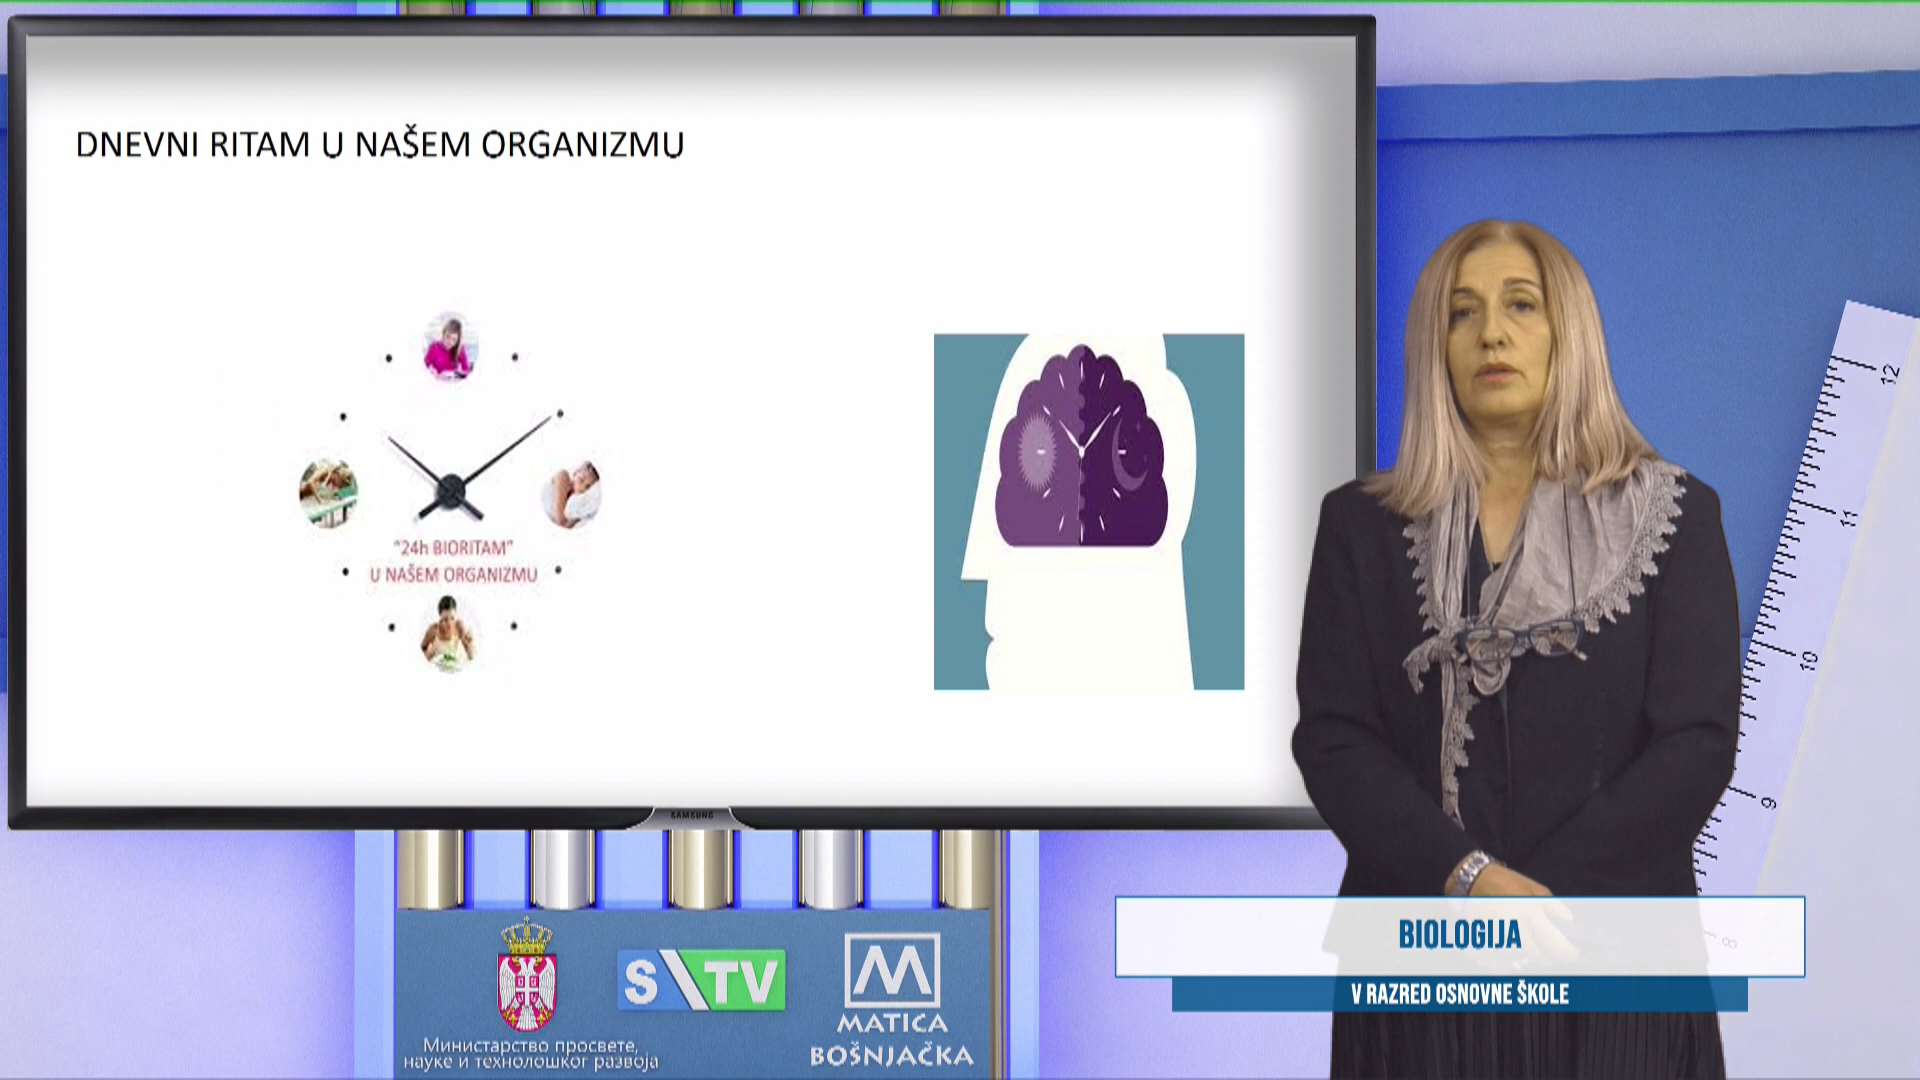 DNEVNI RITAM U NAŠEM ORGANIZMU
"24h BIORITAM"
U NAŠEM ORGANIZMU
SAMSUNG
12
11
10
9
8
BIOLOGIJA
V RAZRED OSNOVNE ŠKOLE
S TV
MATICA
BOŠNJAČKA
Министарство просвете,
науке и технолошког развоја